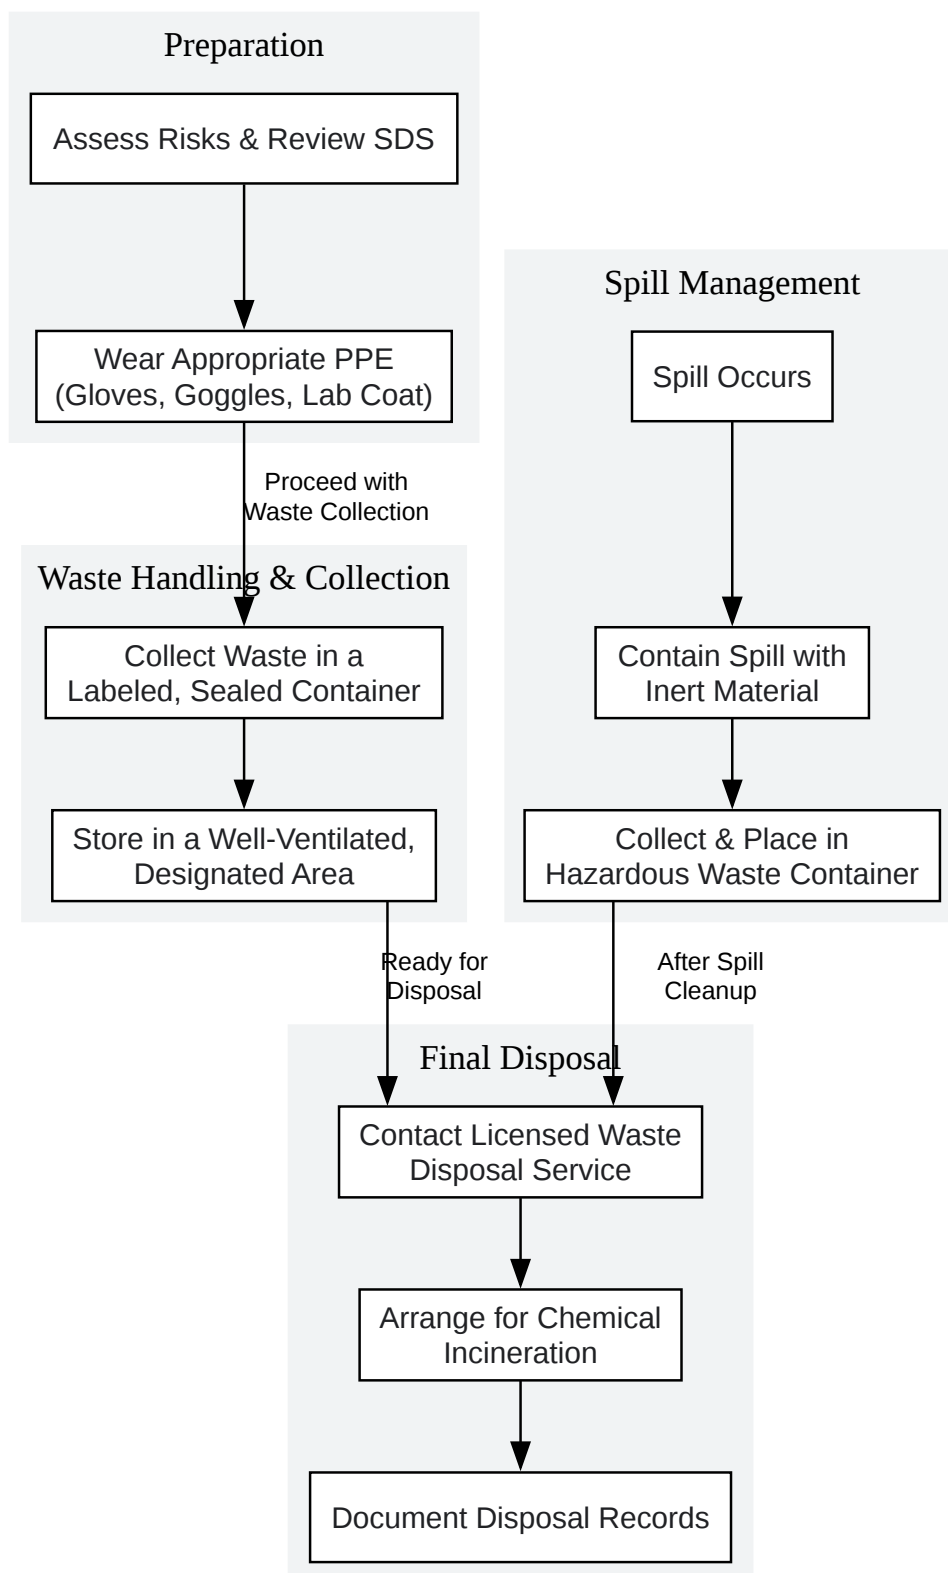 Preparation
Assess Risks & Review SDS
Wear Appropriate PPE
(Gloves, Goggles, Lab Coat)
Proceed with
Waste Collection
Waste Handling & Collection
Collect Waste in a
Labeled, Sealed Container
Store in a Well-Ventilated,
Designated Area
Ready for
Disposal
Spill Management
Spill Occurs
Contain Spill with
Inert Material
Collect & Place in
Hazardous Waste Container
After Spill
Cleanup
Final Disposal
Contact Licensed Waste
Disposal Service
Arrange for Chemical
Incineration
Document Disposal Records